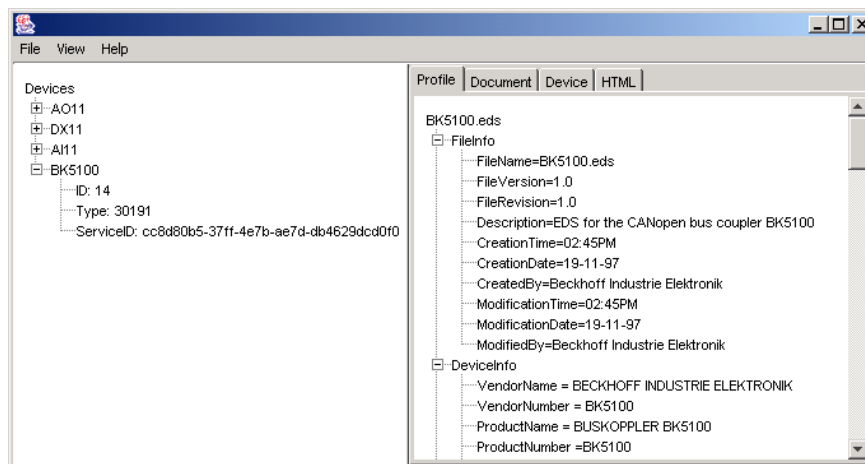 File View Help
Devices
AO11
DX11
AI11
BK5100
ID: 14
Type: 30191
ServiceID: cc8d80b5-37ff-4e7b-ae7d-db4629dcd0f0
Profile Document Device HTML
BK5100.eds
FileInfo
FileName=BK5100.eds
FileVersion=1.0
FileRevision=1.0
Description=EDS for the CANopen bus coupler BK5100
CreationTime=02:45PM
CreationDate=19-11-97
CreatedBy=Beckhoff Industrie Elektronik
ModificationTime=02:45PM
ModificationDate=19-11-97
ModifiedBy=Beckhoff Industrie Elektronik
DeviceInfo
VendorName = BECKHOFF INDUSTRIE ELEKTRONIK
VendorNumber = BK5100
ProductName = BUSKOPPLER BK5100
ProductNumber =BK5100